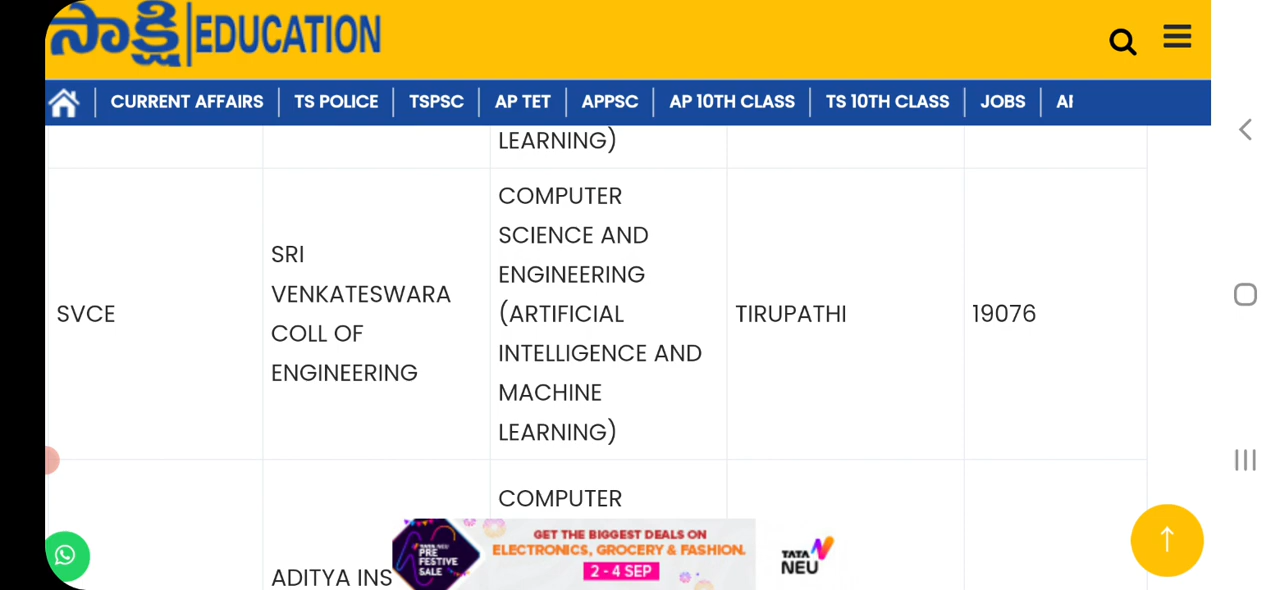 సాక్షి EDUCATION
CURRENT AFFAIRS TS POLICE TSPSC AP TET APPSC AP 10TH CLASS TS 10TH CLASS JOBS
LEARNING)
SVCE
SRI
VENKATESWARA
COLL OF
ENGINEERING
COMPUTER
SCIENCE AND
ENGINEERING
(ARTIFICIAL
INTELLIGENCE AND
MACHINE
LEARNING)
TIRUPATHI
19076
COMPUTER
ADITYA INS
TATA NEU
PRE
FESTIVE
SALE
GET THE BIGGEST DEALS ON
ELECTRONICS, GROCERY & FASHION.
2 - 4 SEP
TATA
NEU